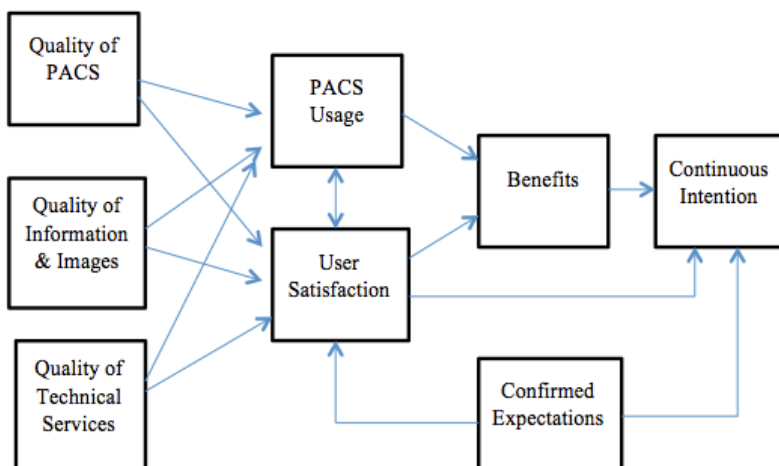 Quality of
PACS
PACS
Usage
Quality of
Information
& Images
User
Satisfaction
Benefits
Continuous
Intention
Quality of
Technical
Services
Confirmed
Expectations